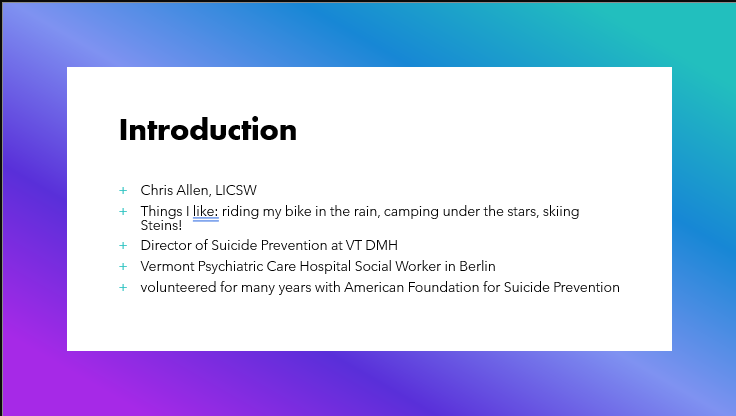 Introduction
+ Chris Allen, LICSW
+ Things I like: riding my bike in the rain, camping under the stars, skiing
Steins!
+ Director of Suicide Prevention at VT DMH
+ Vermont Psychiatric Care Hospital Social Worker in Berlin
+ volunteered for many years with American Foundation for Suicide Prevention